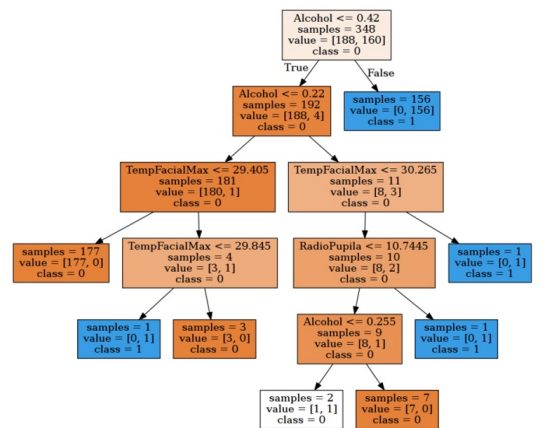 Alcohol <= 0.42
samples = 348
value = [188, 160]
class = 0
True
False
Alcohol <= 0.22
samples = 192
value = [188, 4]
class = 0
samples = 156
value = [0, 156]
class = 1
TempFacialMax <= 29.405
samples = 181
value = [180, 1]
class = 0
TempFacialMax <= 30.265
samples = 11
value = [8, 3]
class = 0
samples = 177
value = [177, 0]
class = 0
TempFacialMax <= 29.845
samples = 4
value = [3, 1]
class = 0
RadioPupila <= 10.7445
samples = 10
value = [8, 2]
class = 0
samples = 1
value = [0, 1]
class = 1
samples = 1
value = [0, 1]
class = 1
samples = 3
value = [3, 0]
class = 0
Alcohol <= 0.255
samples = 9
value = [8, 1]
class = 0
samples = 1
value = [0, 1]
class = 1
samples = 2
value = [1, 1]
class = 0
samples = 7
value = [7, 0]
class = 0